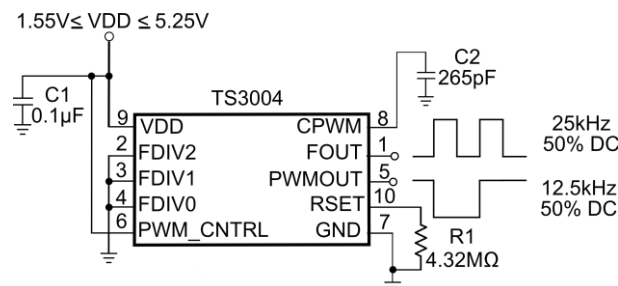 1.55V≤ VDD ≤ 5.25V
C1
0.1µF
C2
265pF
TS3004
9 VDD
2 FDIV2
3 FDIV1
4 FDIV0
6 PWM_CNTRL
CPWM 8
FOUT 1
PWMOUT 5
RSET 10
GND 7
25kHz
50% DC
12.5kHz
50% DC
R1
4.32MΩ